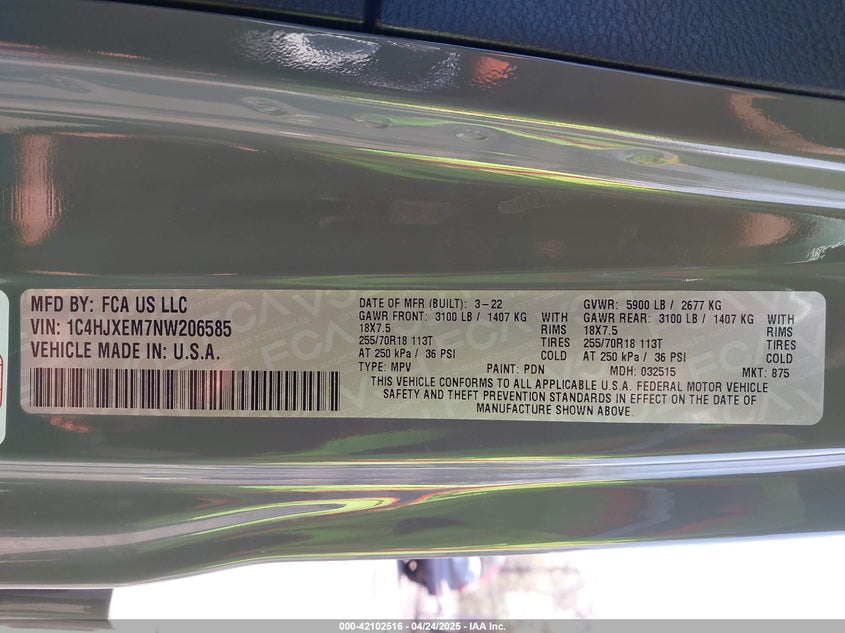 MFD BY: FCA US LLC
VIN: 1C4HJXEM7NW206585
VEHICLE MADE IN: U.S.A.
DATE OF MFR (BUILT): 3-22
GAWR FRONT: 3100 LB / 1407 KG WITH
18X7.5 RIMS
255/70R18 113T TIRES
AT 250 kPa / 36 PSI COLD
GVWR: 5900 LB / 2677 KG
GAWR REAR: 3100 LB / 1407 KG WITH
18X7.5 RIMS
255/70R18 113T TIRES
AT 250 kPa / 36 PSI COLD
TYPE: MPV PAINT: PDN MDH: 032515 MKT: 875
THIS VEHICLE CONFORMS TO ALL APPLICABLE U.S.A. FEDERAL MOTOR VEHICLE
SAFETY AND THEFT PREVENTION STANDARDS IN EFFECT ON THE DATE OF
MANUFACTURE SHOWN ABOVE.
000-42102516 - 04/24/2025 - IAA Inc.